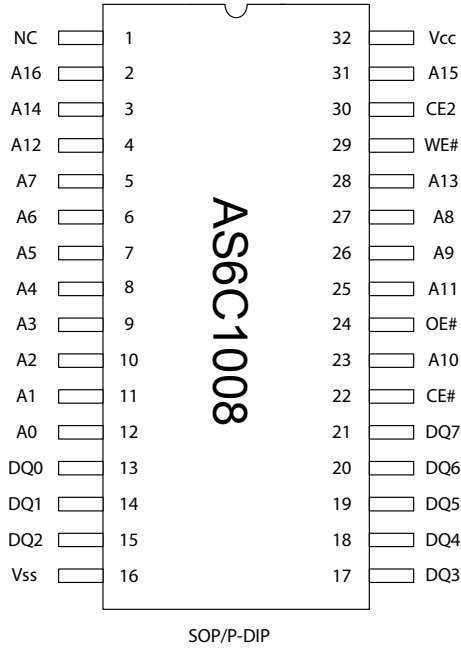 NC 1 32 Vcc
A16 2 31 A15
A14 3 30 CE2
A12 4 29 WE#
A7 5 28 A13
A6 6 27 A8
A5 7 26 A9
A4 8 25 A11
A3 9 24 OE#
A2 10 23 A10
A1 11 22 CE#
A0 12 21 DQ7
DQ0 13 20 DQ6
DQ1 14 19 DQ5
DQ2 15 18 DQ4
Vss 16 17 DQ3
AS6C1008
SOP/P-DIP